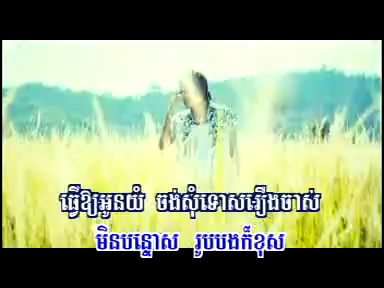 ធ្វើឱ្យអូនយំ ចង់សុំទោសរឿងចាស់
មិនបន្ទោស រូបបងក៏ខុស